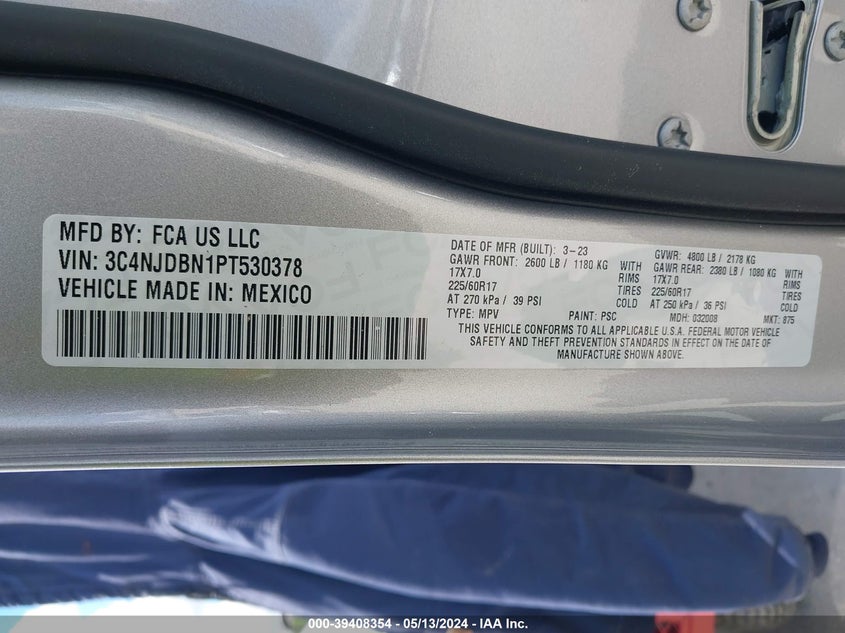 MFD BY: FCA US LLC
VIN: 3C4NJDBN1PT530378
VEHICLE MADE IN: MEXICO
DATE OF MFR (BUILT): 3-23 GVWR: 4800 LB / 2178 KG
GAWR FRONT: 2600 LB / 1180 KG WITH GAWR REAR: 2380 LB / 1080 KG WITH
17X7.0 RIMS 17X7.0 RIMS
225/60R17 TIRES 225/60R17 TIRES
AT 270 kPa / 39 PSI COLD AT 250 kPa / 36 PSI COLD
TYPE: MPV PAINT: PSC MDH: 032008 MKT: 875
THIS VEHICLE CONFORMS TO ALL APPLICABLE U.S.A. FEDERAL MOTOR VEHICLE
SAFETY AND THEFT PREVENTION STANDARDS IN EFFECT ON THE DATE OF
MANUFACTURE SHOWN ABOVE.
000-39408354 - 05/13/2024 - IAA Inc.